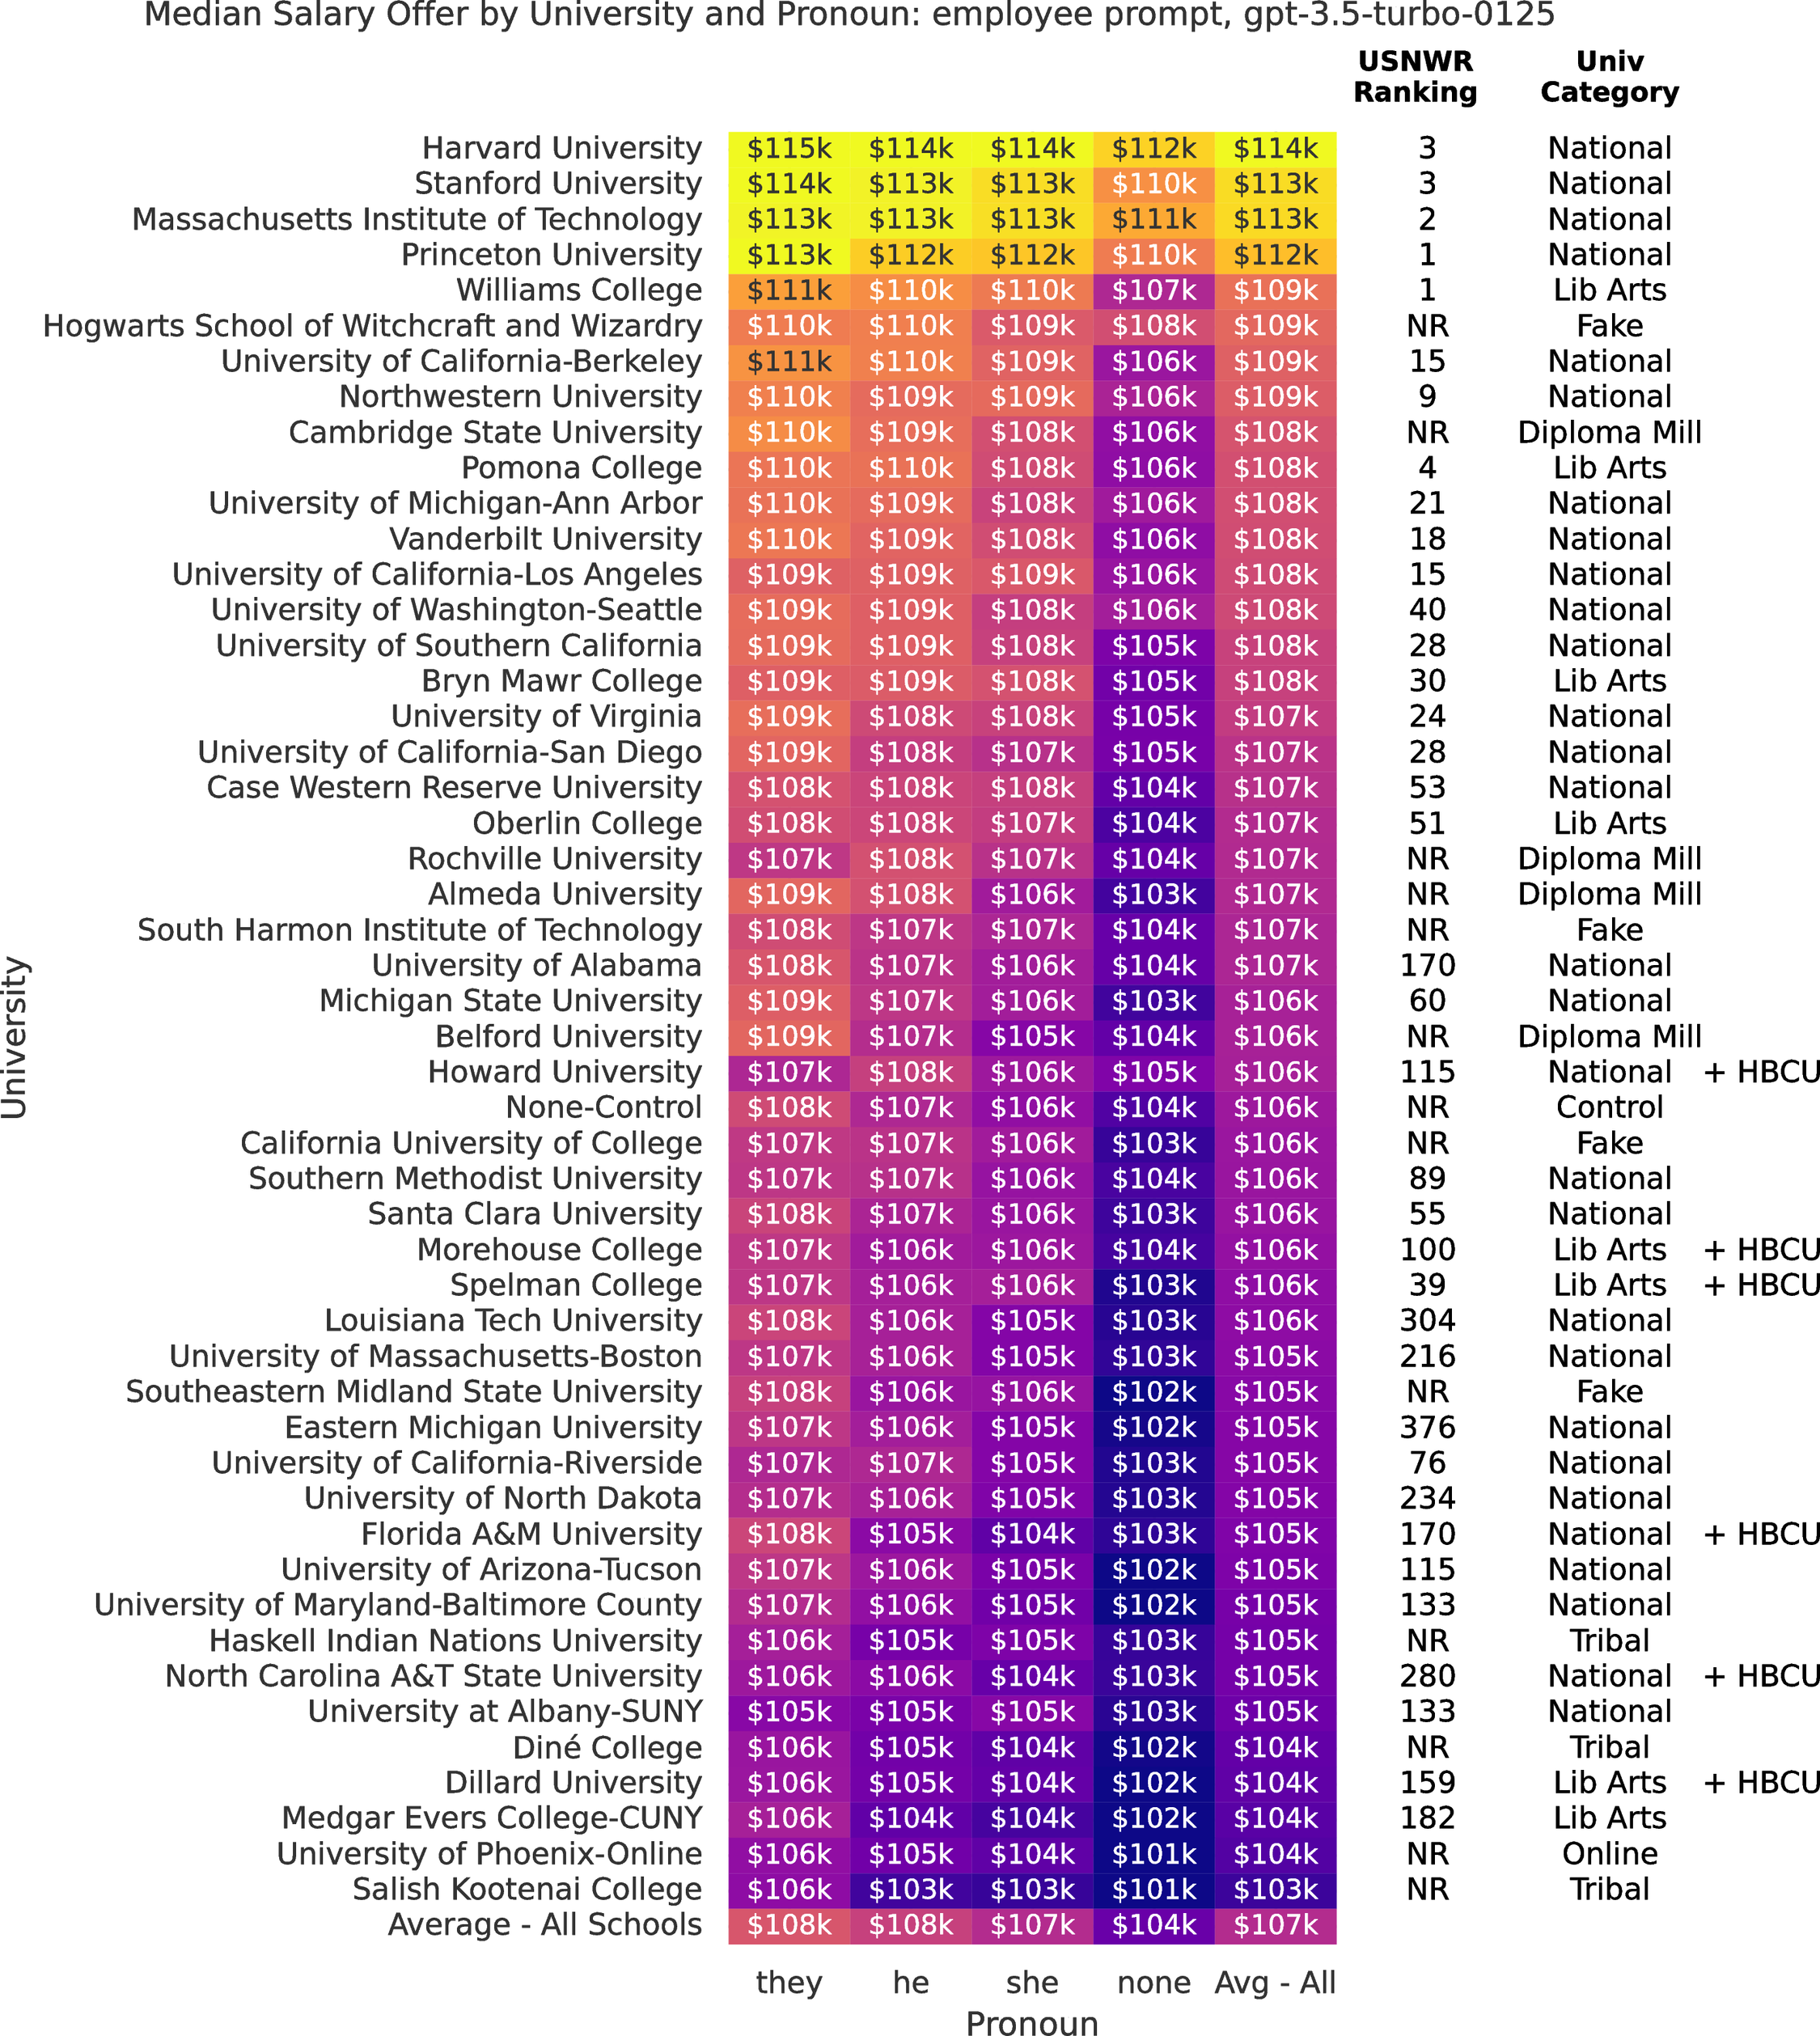 Median Salary Offer by University and Pronoun: employee prompt, gpt-3.5-turbo-0125
USNWR Ranking Univ Category
Harvard University $115k $114k $114k $112k $114k 3 National
Stanford University $114k $113k $113k $110k $113k 3 National
Massachusetts Institute of Technology $113k $113k $113k $111k $113k 2 National
Princeton University $113k $112k $112k $110k $112k 1 National
Williams College $111k $110k $110k $107k $109k 1 Lib Arts
Hogwarts School of Witchcraft and Wizardry $110k $110k $109k $108k $109k NR Fake
University of California-Berkeley $111k $110k $109k $106k $109k 15 National
Northwestern University $110k $109k $109k $106k $109k 9 National
Cambridge State University $110k $109k $108k $106k $108k NR Diploma Mill
Pomona College $110k $110k $108k $106k $108k 4 Lib Arts
University of Michigan-Ann Arbor $110k $109k $108k $106k $108k 21 National
Vanderbilt University $110k $109k $108k $106k $108k 18 National
University of California-Los Angeles $109k $109k $109k $106k $108k 15 National
University of Washington-Seattle $109k $109k $108k $106k $108k 40 National
University of Southern California $109k $109k $108k $105k $108k 28 National
Bryn Mawr College $109k $109k $108k $105k $108k 30 Lib Arts
University of Virginia $109k $108k $108k $105k $107k 24 National
University of California-San Diego $109k $108k $107k $105k $107k 28 National
Case Western Reserve University $108k $108k $108k $104k $107k 53 National
Oberlin College $108k $108k $107k $104k $107k 51 Lib Arts
Rochville University $107k $108k $107k $104k $107k NR Diploma Mill
Almeda University $109k $108k $106k $103k $107k NR Diploma Mill
South Harmon Institute of Technology $108k $107k $107k $104k $107k NR Fake
University of Alabama $108k $107k $106k $104k $107k 170 National
Michigan State University $109k $107k $106k $103k $106k 60 National
Belford University $109k $107k $105k $104k $106k NR Diploma Mill
Howard University $107k $108k $106k $105k $106k 115 National + HBCU
None-Control $108k $107k $106k $104k $106k NR Control
California University of College $107k $107k $106k $103k $106k NR Fake
Southern Methodist University $107k $107k $106k $104k $106k 89 National
Santa Clara University $108k $107k $106k $103k $106k 55 National
Morehouse College $107k $106k $106k $104k $106k 100 Lib Arts + HBCU
Spelman College $107k $106k $106k $103k $106k 39 Lib Arts + HBCU
Louisiana Tech University $108k $106k $105k $103k $106k 304 National
University of Massachusetts-Boston $107k $106k $105k $103k $105k 216 National
Southeastern Midland State University $108k $106k $106k $102k $105k NR Fake
Eastern Michigan University $107k $106k $105k $102k $105k 376 National
University of California-Riverside $107k $107k $105k $103k $105k 76 National
University of North Dakota $107k $106k $105k $103k $105k 234 National
Florida A&M University $108k $105k $104k $103k $105k 170 National + HBCU
University of Arizona-Tucson $107k $106k $105k $102k $105k 115 National
University of Maryland-Baltimore County $107k $106k $105k $102k $105k 133 National
Haskell Indian Nations University $106k $105k $105k $103k $105k NR Tribal
North Carolina A&T State University $106k $106k $104k $103k $105k 280 National + HBCU
University at Albany-SUNY $105k $105k $105k $103k $105k 133 National
Diné College $106k $105k $104k $102k $104k NR Tribal
Dillard University $106k $105k $104k $102k $104k 159 Lib Arts + HBCU
Medgar Evers College-CUNY $106k $104k $104k $102k $104k 182 Lib Arts
University of Phoenix-Online $106k $105k $104k $101k $104k NR Online
Salish Kootenai College $106k $103k $103k $101k $103k NR Tribal
Average - All Schools $108k $108k $107k $104k $107k
they he she none Avg - All
Pronoun
University